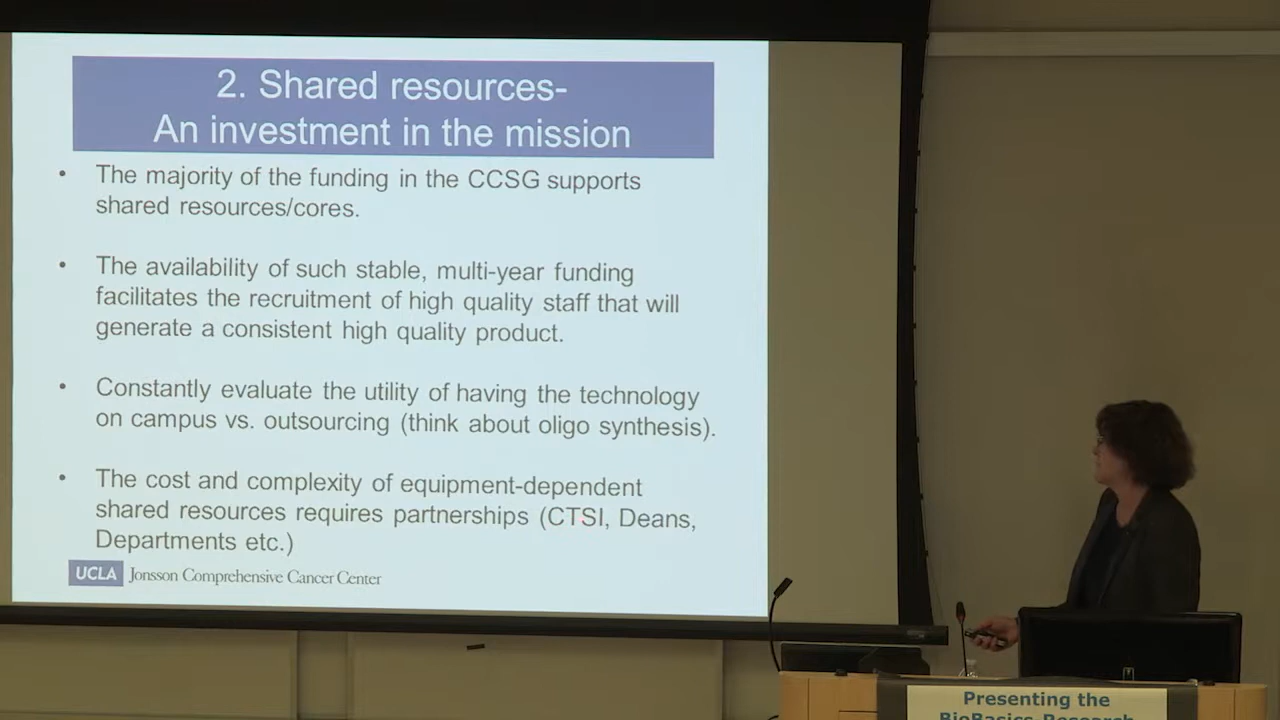 2. Shared resources-
An investment in the mission
• The majority of the funding in the CCSG supports
shared resources/cores.
• The availability of such stable, multi-year funding
facilitates the recruitment of high quality staff that will
generate a consistent high quality product.
• Constantly evaluate the utility of having the technology
on campus vs. outsourcing (think about oligo synthesis).
• The cost and complexity of equipment-dependent
shared resources requires partnerships (CTSI, Deans,
Departments etc.)
UCLA Jonsson Comprehensive Cancer Center
Presenting the
BioBasics Research